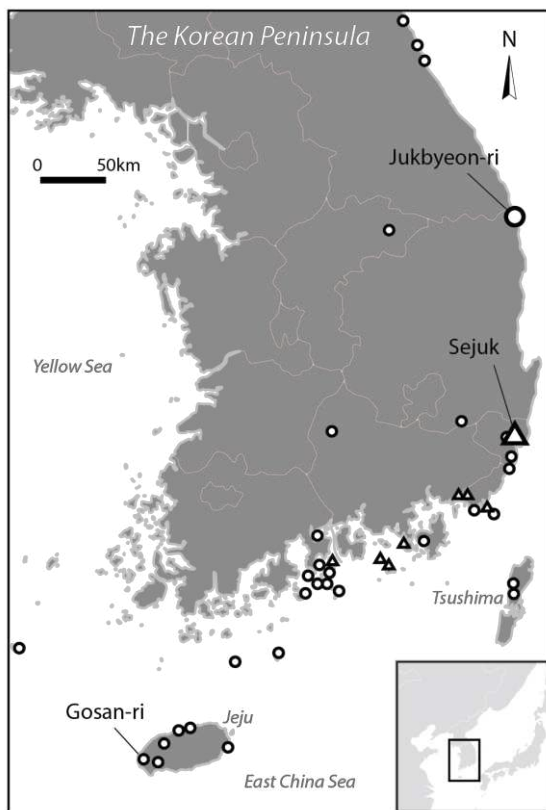 The Korean Peninsula
N
0 50km
Jukbyeon-ri
Sejuk
Yellow Sea
Tsushima
Gosan-ri
Jeju
East China Sea